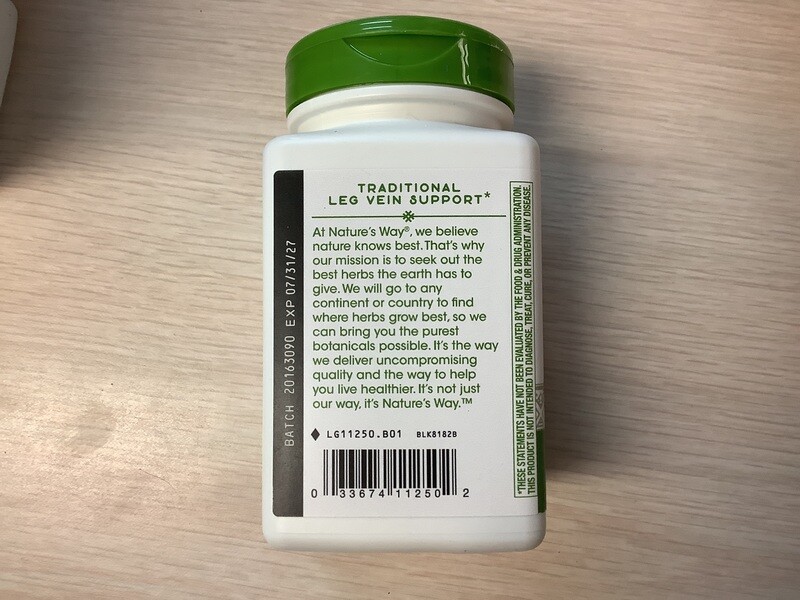 TRADITIONAL
LEG VEIN SUPPORT*
At Nature's Way®, we believe
nature knows best. That's why
our mission is to seek out the
best herbs the earth has to
give. We will go to any
continent or country to find
where herbs grow best, so we
can bring you the purest
botanicals possible. It's the way
we deliver uncompromising
quality and the way to help
you live healthier. It's not just
our way, it's Nature's Way.™
LG11250.B01 BLK8182B
0 33674 11250 2
BATCH 20163090 EXP 07/31/27
*THESE STATEMENTS HAVE NOT BEEN EVALUATED BY THE FOOD & DRUG ADMINISTRATION.
THIS PRODUCT IS NOT INTENDED TO DIAGNOSE, TREAT, CURE, OR PREVENT ANY DISEASE.